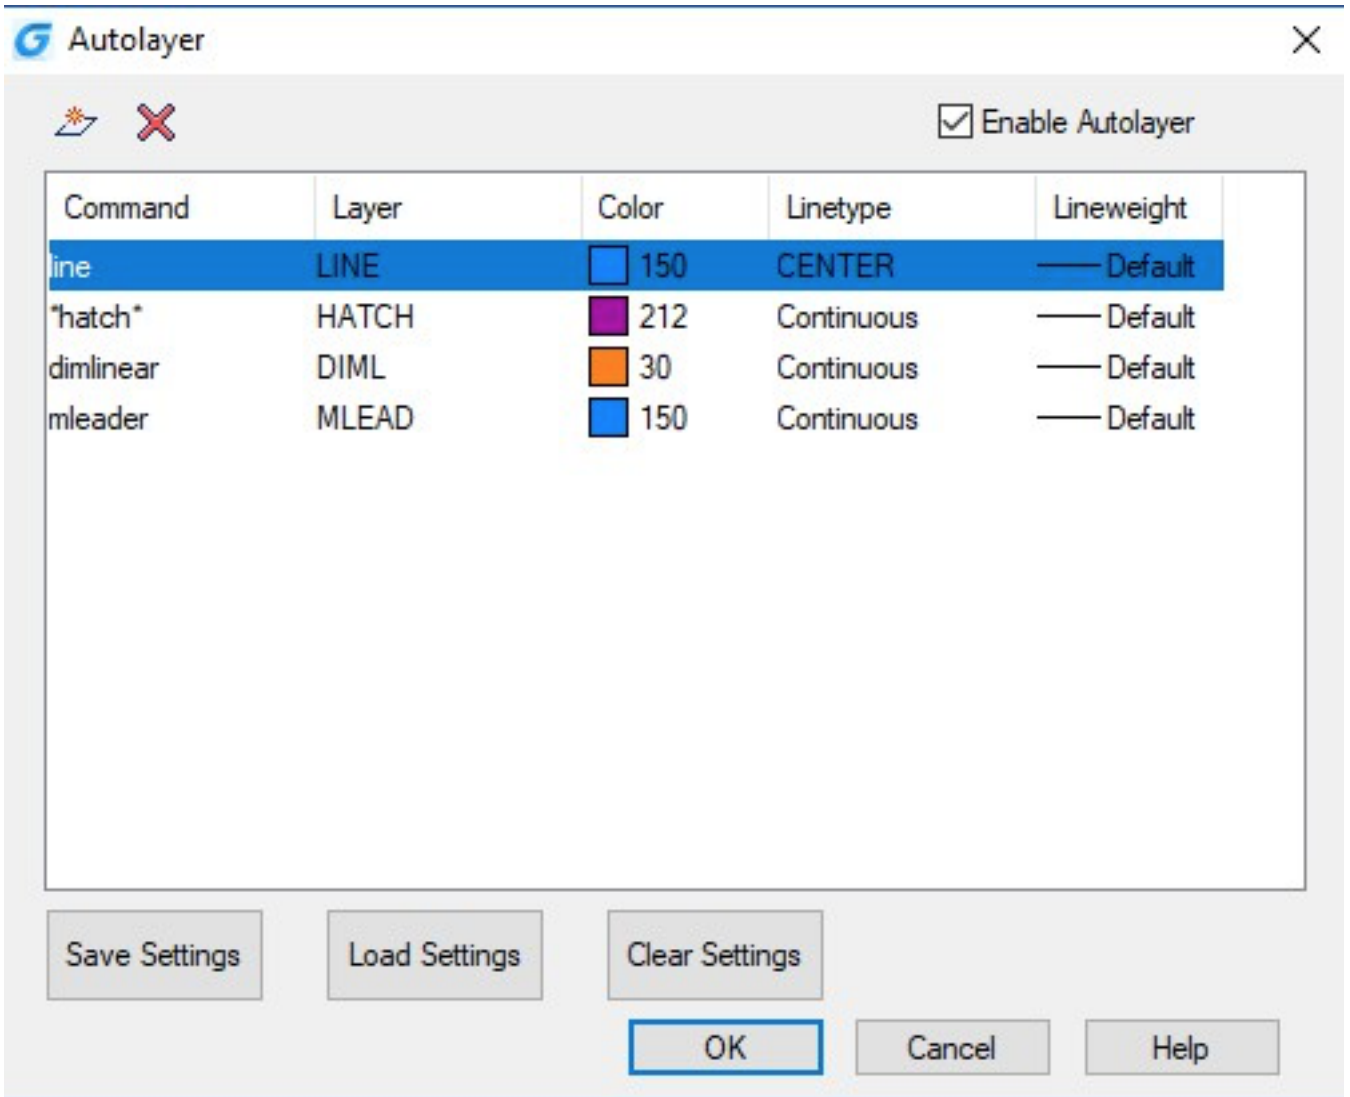 Autolayer
Enable Autolayer
Command Layer Color Linetype Lineweight
line LINE 150 CENTER Default
*hatch* HATCH 212 Continuous Default
dimlinear DIML 30 Continuous Default
mleader MLEAD 150 Continuous Default
Save Settings Load Settings Clear Settings
OK Cancel Help